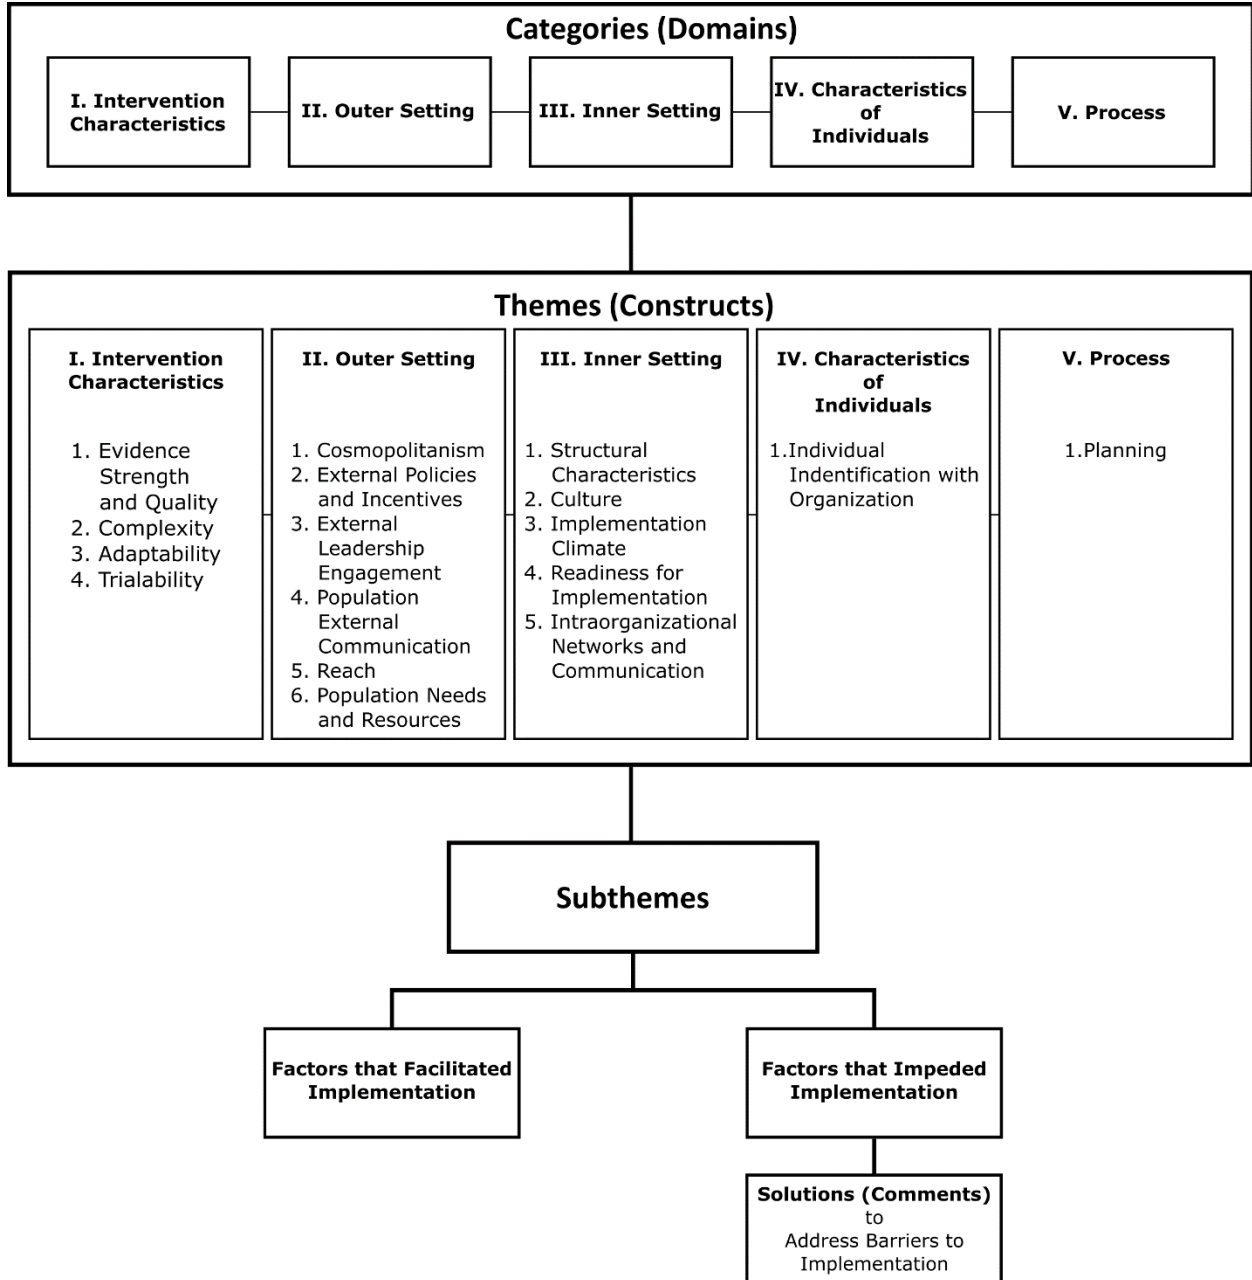 Categories (Domains)
I. Intervention
Characteristics
II. Outer Setting
III. Inner Setting
IV. Characteristics
of
Individuals
V. Process
Themes (Constructs)
I. Intervention
Characteristics
1. Evidence
Strength
and Quality
2. Complexity
3. Adaptability
4. Trialability
II. Outer Setting
1. Cosmopolitanism
2. External Policies
and Incentives
3. External
Leadership
Engagement
4. Population
External
Communication
5. Reach
6. Population Needs
and Resources
III. Inner Setting
1. Structural
Characteristics
2. Culture
3. Implementation
Climate
4. Readiness for
Implementation
5. Intraorganizational
Networks and
Communication
IV. Characteristics
of
Individuals
1.Individual
Indentification with
Organization
V. Process
1.Planning
Subthemes
Factors that Facilitated
Implementation
Factors that Impeded
Implementation
Solutions (Comments)
to
Address Barriers to
Implementation